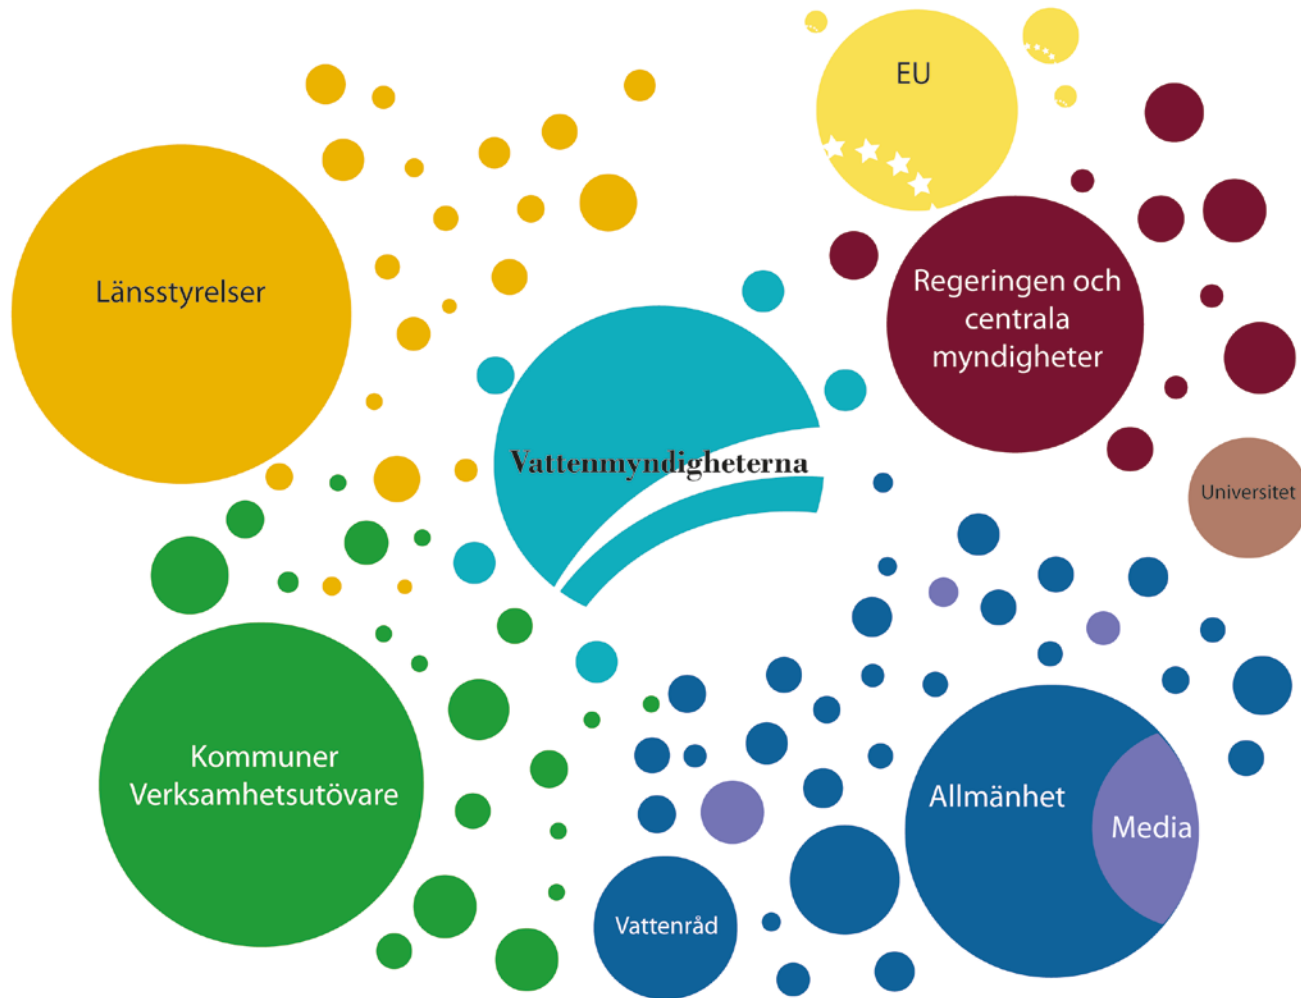 EU
Länsstyrelser
Regeringen och
centrala
myndigheter
Vattenmyndigheterna
Universitet
Kommuner
Verksamhetsutövare
Allmänhet
Media
Vattenråd